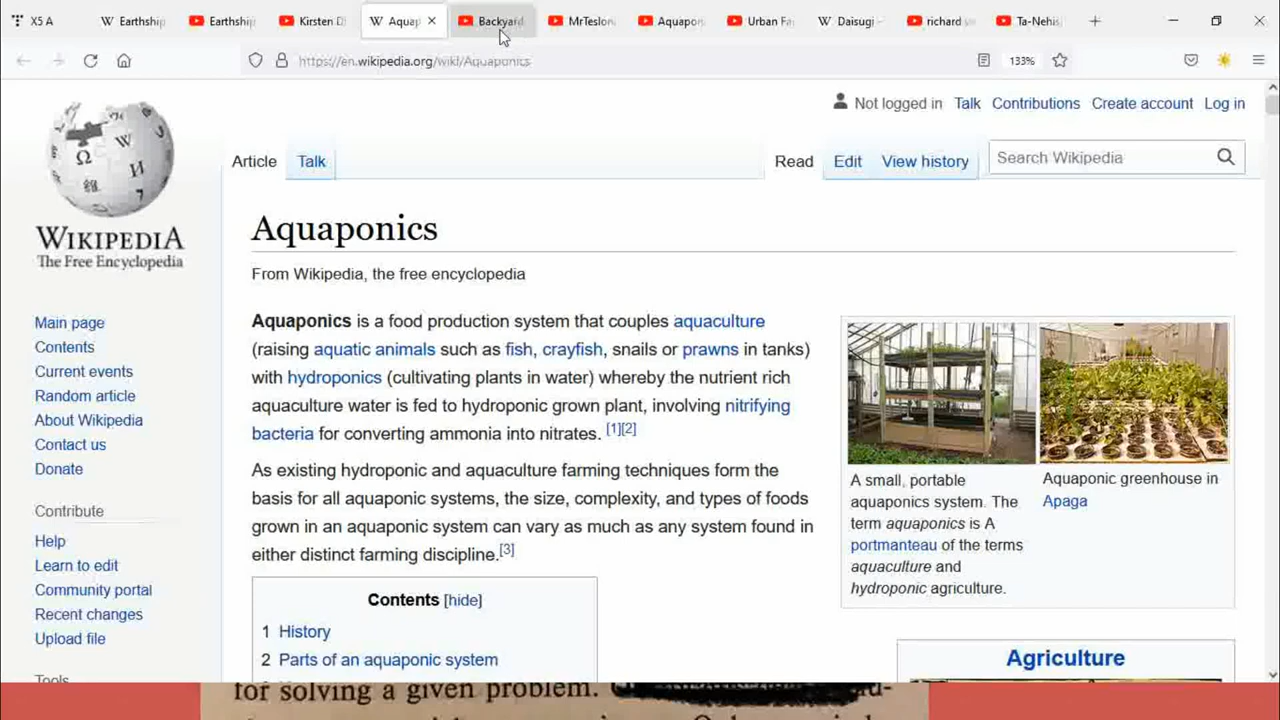 X5 A
Earthship
Earthship
Kirsten D
Aquap
Backyard
MrTeslon
Aquapon
Urban Fa
Daisugi
richard
Ta-Nehis
https://en.wikipedia.org/wiki/Aquaponics
133%
Not logged in Talk Contributions Create account Log in
Article Talk
Read Edit View history
Search Wikipedia
WIKIPEDIA
The Free Encyclopedia
Main page
Contents
Current events
Random article
About Wikipedia
Contact us
Donate
Contribute
Help
Learn to edit
Community portal
Recent changes
Upload file
Tools
Aquaponics
From Wikipedia, the free encyclopedia
Aquaponics is a food production system that couples aquaculture
(raising aquatic animals such as fish, crayfish, snails or prawns in tanks)
with hydroponics (cultivating plants in water) whereby the nutrient rich
aquaculture water is fed to hydroponic grown plant, involving nitrifying
bacteria for converting ammonia into nitrates. [1][2]
As existing hydroponic and aquaculture farming techniques form the
basis for all aquaponic systems, the size, complexity, and types of foods
grown in an aquaponic system can vary as much as any system found in
either distinct farming discipline.[3]
Contents [hide]
1 History
2 Parts of an aquaponic system
A small, portable
aquaponics system. The
term aquaponics is A
portmanteau of the terms
aquaculture and
hydroponic agriculture.
Aquaponic greenhouse in
Apaga
Agriculture
for solving a given problem.